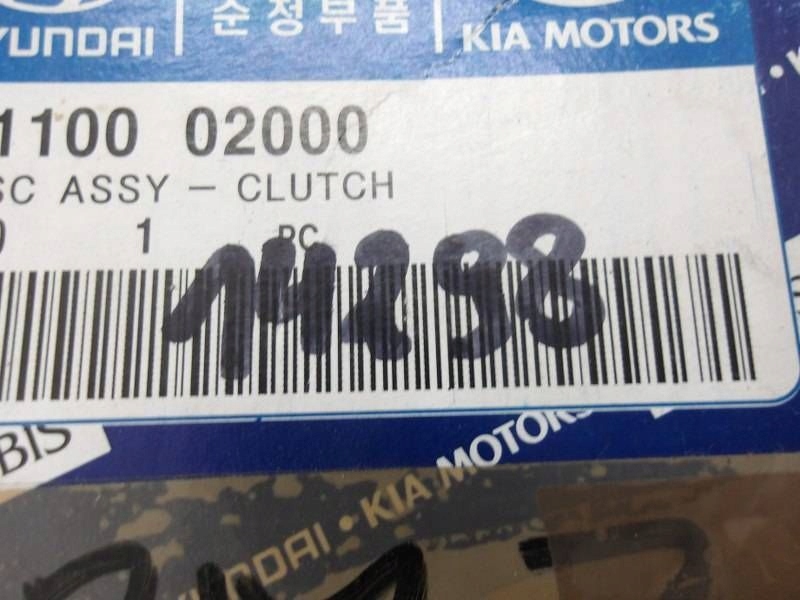 HYUNDAI 순정부품 KIA MOTORS
1100 02000
SC ASSY – CLUTCH
1 PC
14298
BIS KIA MOTORS
HYUNDAI • KIA MOTORS